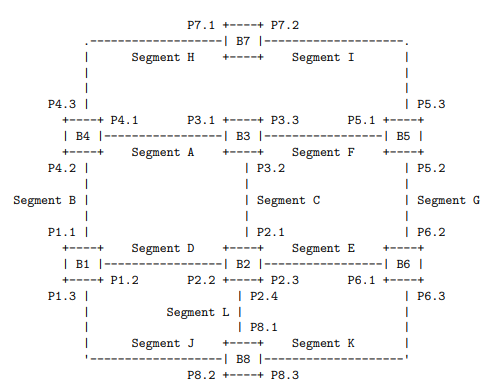 P7.1 P7.2
B7
Segment H Segment I
P4.3 P5.3
P4.1 P3.1 P3.3 P5.1
B4 B3 B5
Segment A Segment F
P4.2 P3.2 P5.2
Segment B Segment C Segment G
P1.1 P2.1 P6.2
Segment D Segment E
B1 B2 B6
P1.2 P2.2 P2.3 P6.1
P1.3 P2.4 P6.3
Segment L
P8.1
Segment J Segment K
B8
P8.2 P8.3